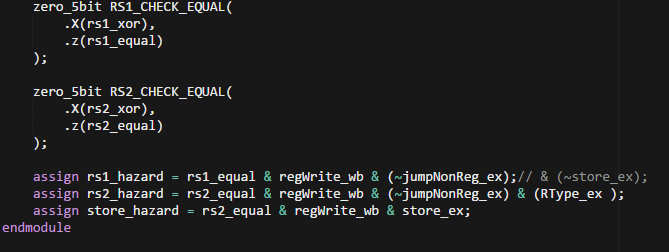 zero_5bit RS1_CHECK_EQUAL(
.X(rs1_xor),
.z(rs1_equal)
);
zero_5bit RS2_CHECK_EQUAL(
.X(rs2_xor),
.z(rs2_equal)
);
assign rs1_hazard = rs1_equal & regWrite_wb & (~jumpNonReg_ex);// & (~store_ex);
assign rs2_hazard = rs2_equal & regWrite_wb & (~jumpNonReg_ex) & (RType_ex );
assign store_hazard = rs2_equal & regWrite_wb & store_ex;
endmodule